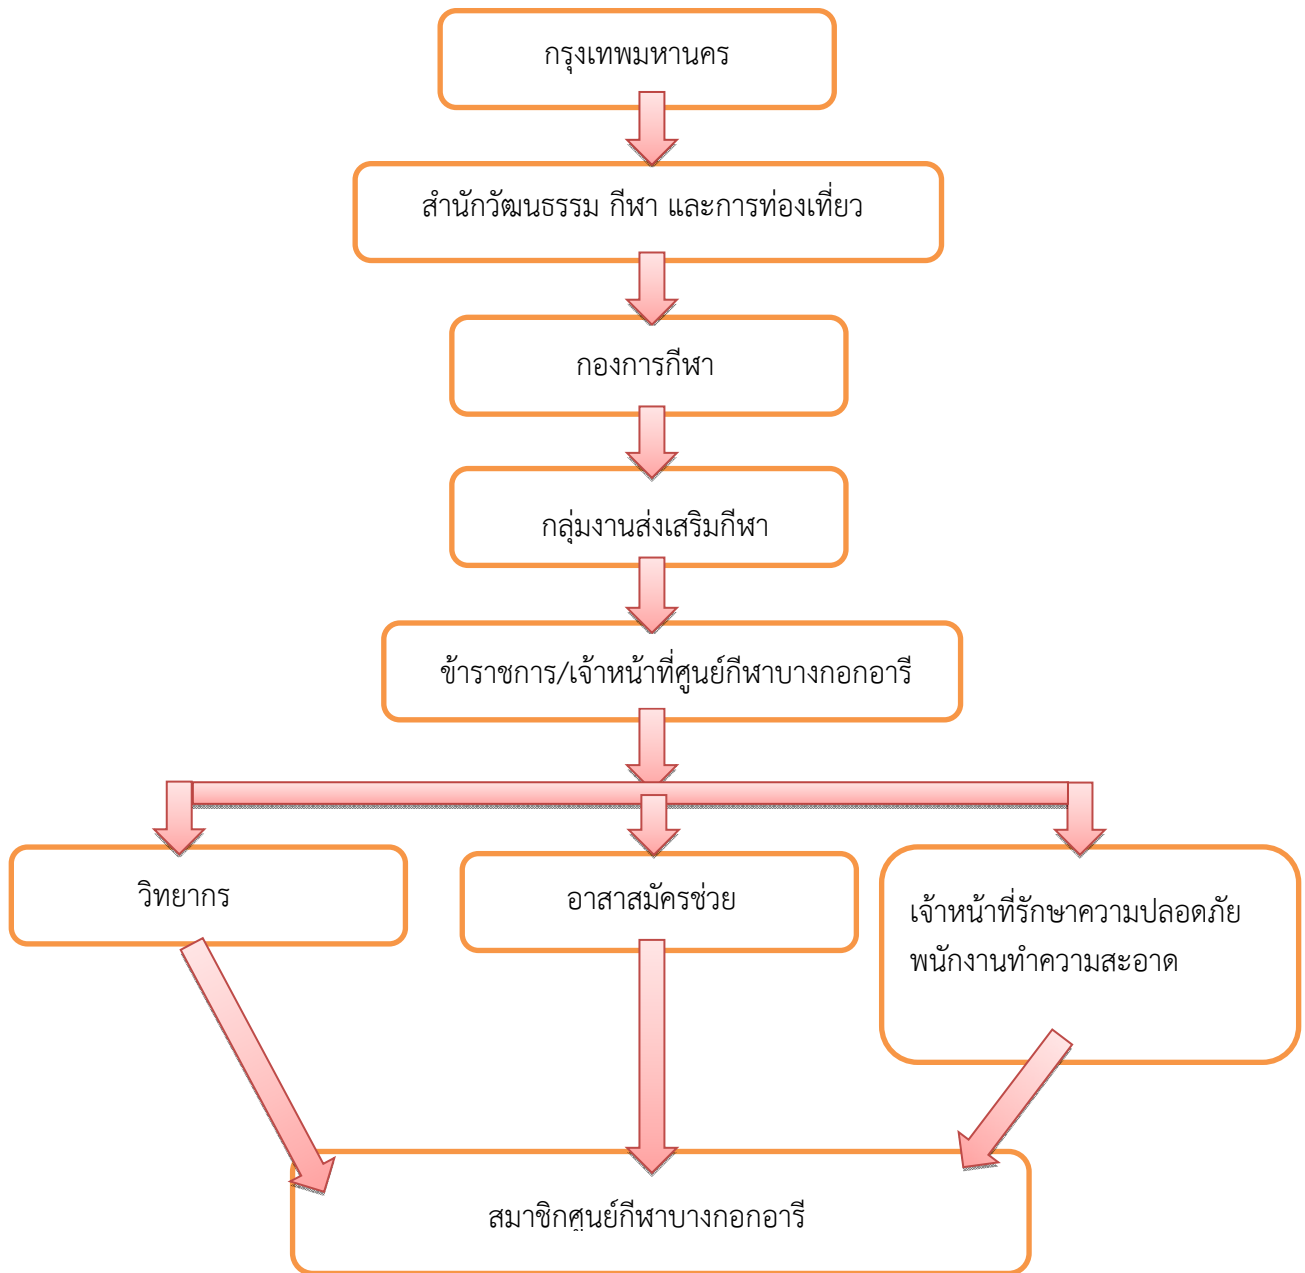 กรุงเทพมหานคร
สำนักวัฒนธรรม กีฬา และการท่องเที่ยว
กองการกีฬา
กลุ่มงานส่งเสริมกีฬา
ข้าราชการ/เจ้าหน้าที่ศูนย์กีฬาบางกอกอารี
วิทยากร
อาสาสมัครช่วย
เจ้าหน้าที่รักษาความปลอดภัย
พนักงานทำความสะอาด
สมาชิกศูนย์กีฬาบางกอกอารี